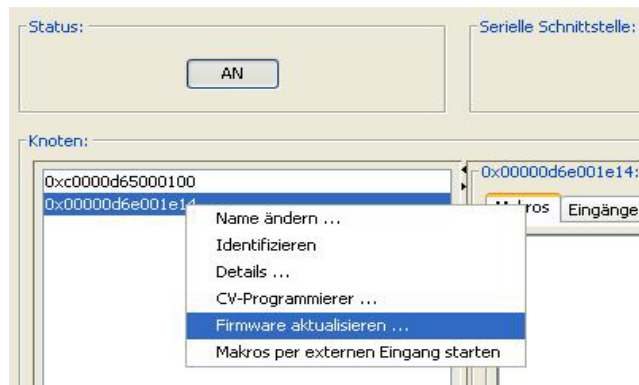 Status:
Serielle Schnittstelle:
AN
Knoten:
0xc0000d65000100
0x00000d6e001e14
0x00000d6e001e14:
Eingänge
Name ändern ...
Identifizieren
Details ...
CV-Programmierer ...
Firmware aktualisieren ...
Makros per externen Eingang starten